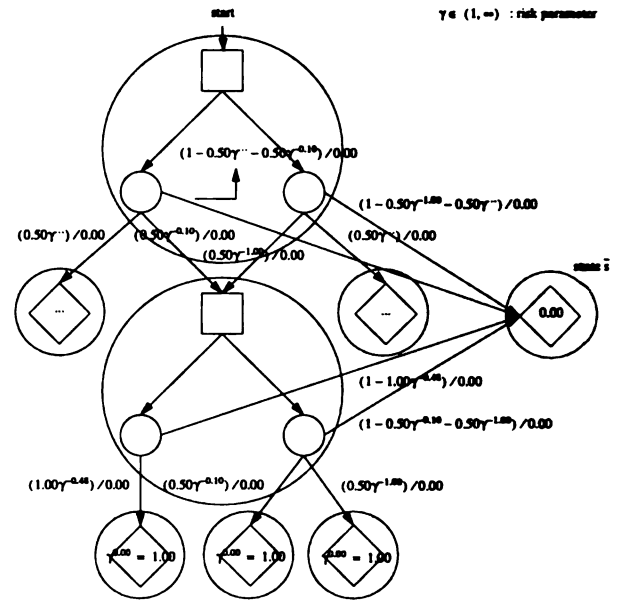 start
γ ∈ (1, ∞) : risk parameter
(1 − 0.50γ^... − 0.50γ^−0.10) / 0.00
(1 − 0.50γ^−1.00 − 0.50γ^...) / 0.00
(0.50γ^...) / 0.00
(0.50γ^−0.10) / 0.00
(0.50γ^...) / 0.00
(0.50γ^−1.00) / 0.00
state s̄
...
...
0.00
(1 − 1.00γ^−0.46) / 0.00
(1 − 0.50γ^−0.10 − 0.50γ^−1.00) / 0.00
(1.00γ^−0.46) / 0.00
(0.50γ^−0.10) / 0.00
(0.50γ^−1.00) / 0.00
γ^0.00 = 1.00
γ^0.00 = 1.00
γ^0.00 = 1.00